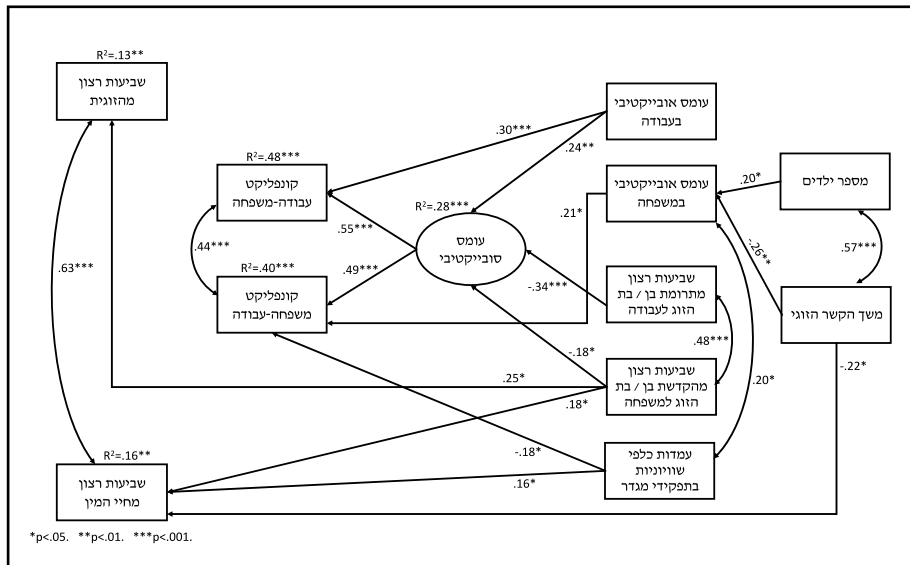 R²=.13**
שביעות רצון
מהזוגית
עומס אובייקטיבי
בעבודה
.30***
.24**
R²=.48***
קונפליקט
עבודה-משפחה
עומס אובייקטיבי
במשפחה
.20*
מספר ילדים
R²=.28***
.21*
.55***
עומס
סובייקטיבי
-.26**
.57***
.44***
.63***
R²=.40***
.49***
קונפליקט
משפחה-עבודה
-.34***
שביעות רצון
מתרומת בן / בת
הזוג לעבודה
משך הקשר הזוגי
.48***
-.18*
-.22*
.25*
שביעות רצון
מהקדשת בן / בת
הזוג למשפחה
.20*
.18*
R²=.16**
-.18*
.16*
עמדות כלפי
שוויוניות
בתפקידי מגדר
שביעות רצון
מחיי המין
*p<.05. **p<.01. ***p<.001.